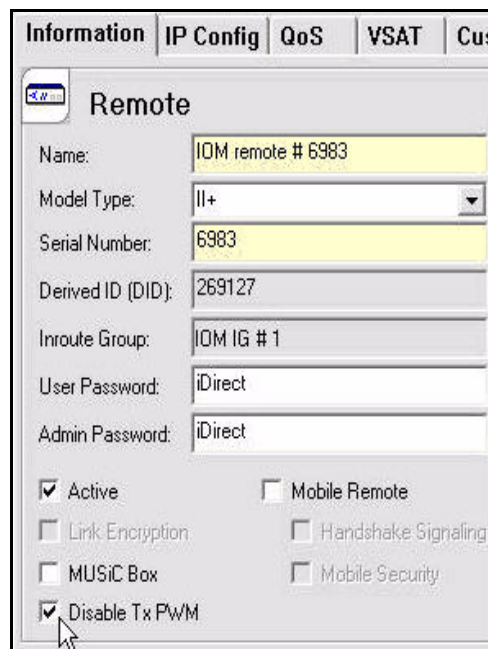 Information IP Config QoS VSAT Cus
Remote
Name: IOM remote # 6983
Model Type: II+
Serial Number: 6983
Derived ID (DID): 269127
Inroute Group: IOM IG # 1
User Password: iDirect
Admin Password: iDirect
Active Mobile Remote
Link Encryption Handshake Signaling
MUSiC Box Mobile Security
Disable Tx PWM